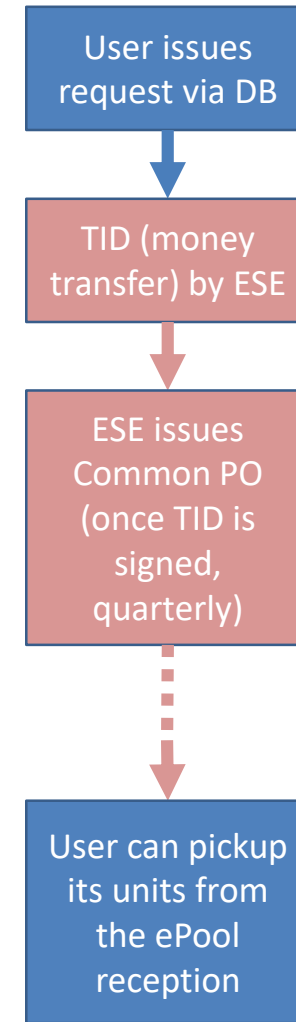 User issues
request via DB
TID (money
transfer) by ESE
ESE issues
Common PO
(once TID is
signed,
quarterly)
User can pickup
its units from
the ePool
reception